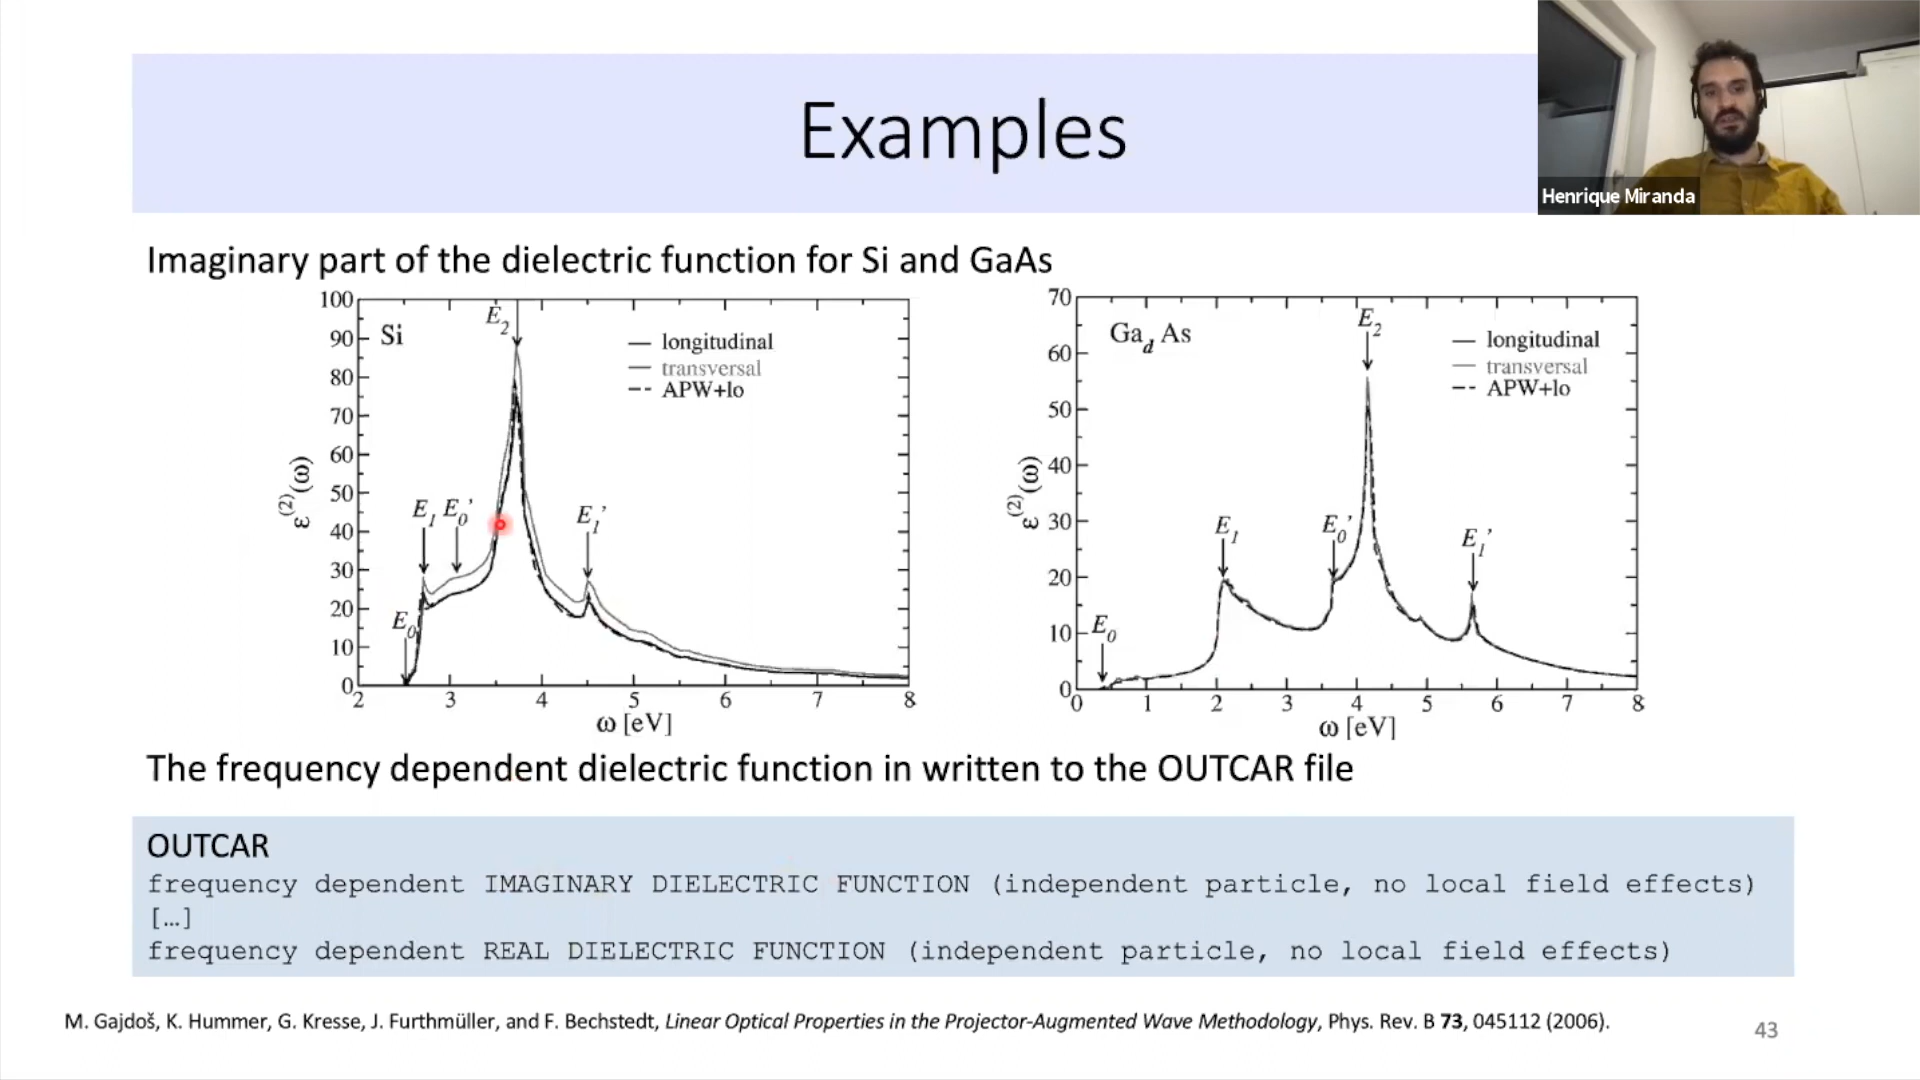 Examples
Henrique Miranda
Imaginary part of the dielectric function for Si and GaAs
Si
E2
longitudinal
transversal
APW+lo
E1 E0'
E1'
E0
100
90
80
70
60
50
40
30
20
10
0
ε(2)(ω)
2 3 4 5 6 7 8
ω [eV]
Gad As
E2
longitudinal
transversal
APW+lo
E1
E0'
E1'
E0
70
60
50
40
30
20
10
0
ε(2)(ω)
0 1 2 3 4 5 6 7 8
ω [eV]
The frequency dependent dielectric function in written to the OUTCAR file
OUTCAR
frequency dependent IMAGINARY DIELECTRIC FUNCTION (independent particle, no local field effects)
[…]
frequency dependent REAL DIELECTRIC FUNCTION (independent particle, no local field effects)
M. Gajdoš, K. Hummer, G. Kresse, J. Furthmüller, and F. Bechstedt, Linear Optical Properties in the Projector-Augmented Wave Methodology, Phys. Rev. B 73, 045112 (2006).
43